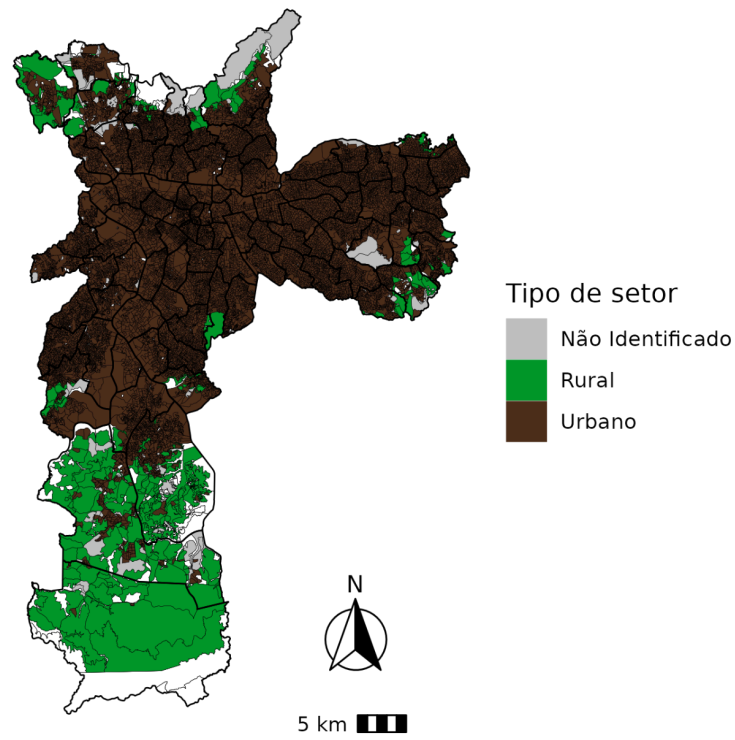 Tipo de setor
Não Identificado
Rural
Urbano
N
5 km